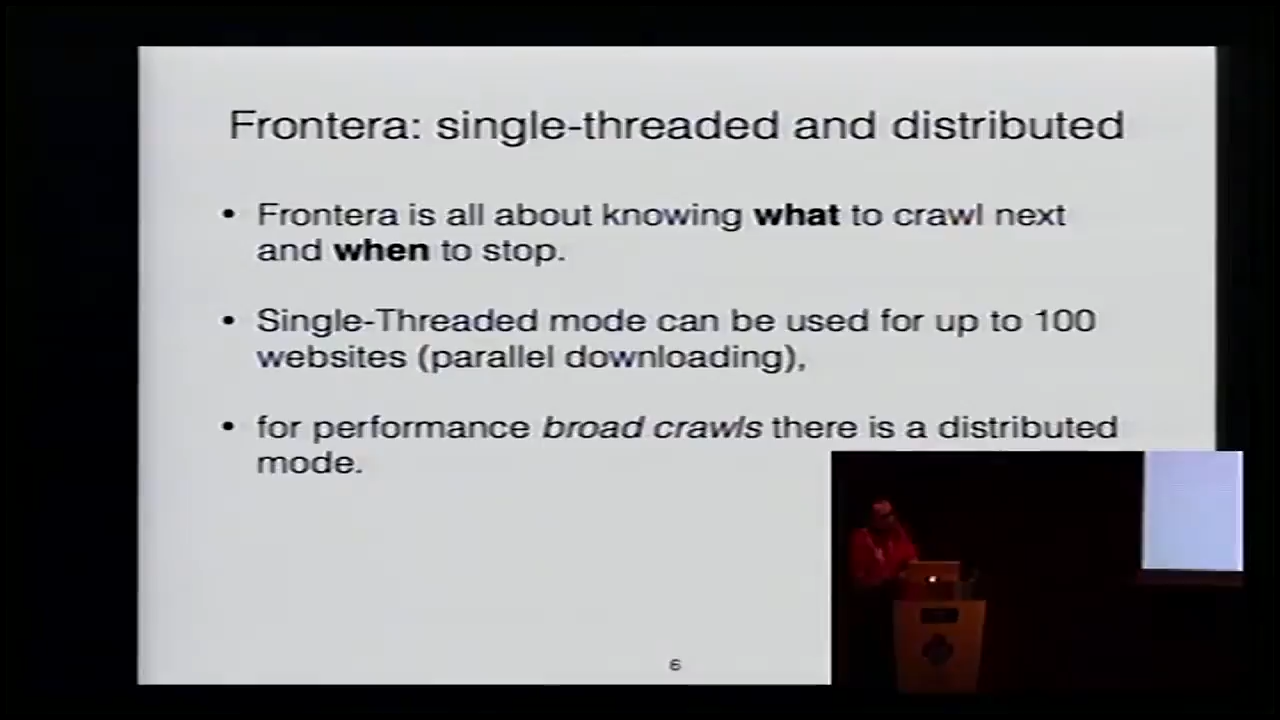 Frontera: single-threaded and distributed
• Frontera is all about knowing what to crawl next
and when to stop.
• Single-Threaded mode can be used for up to 100
websites (parallel downloading),
• for performance broad crawls there is a distributed
mode.
6